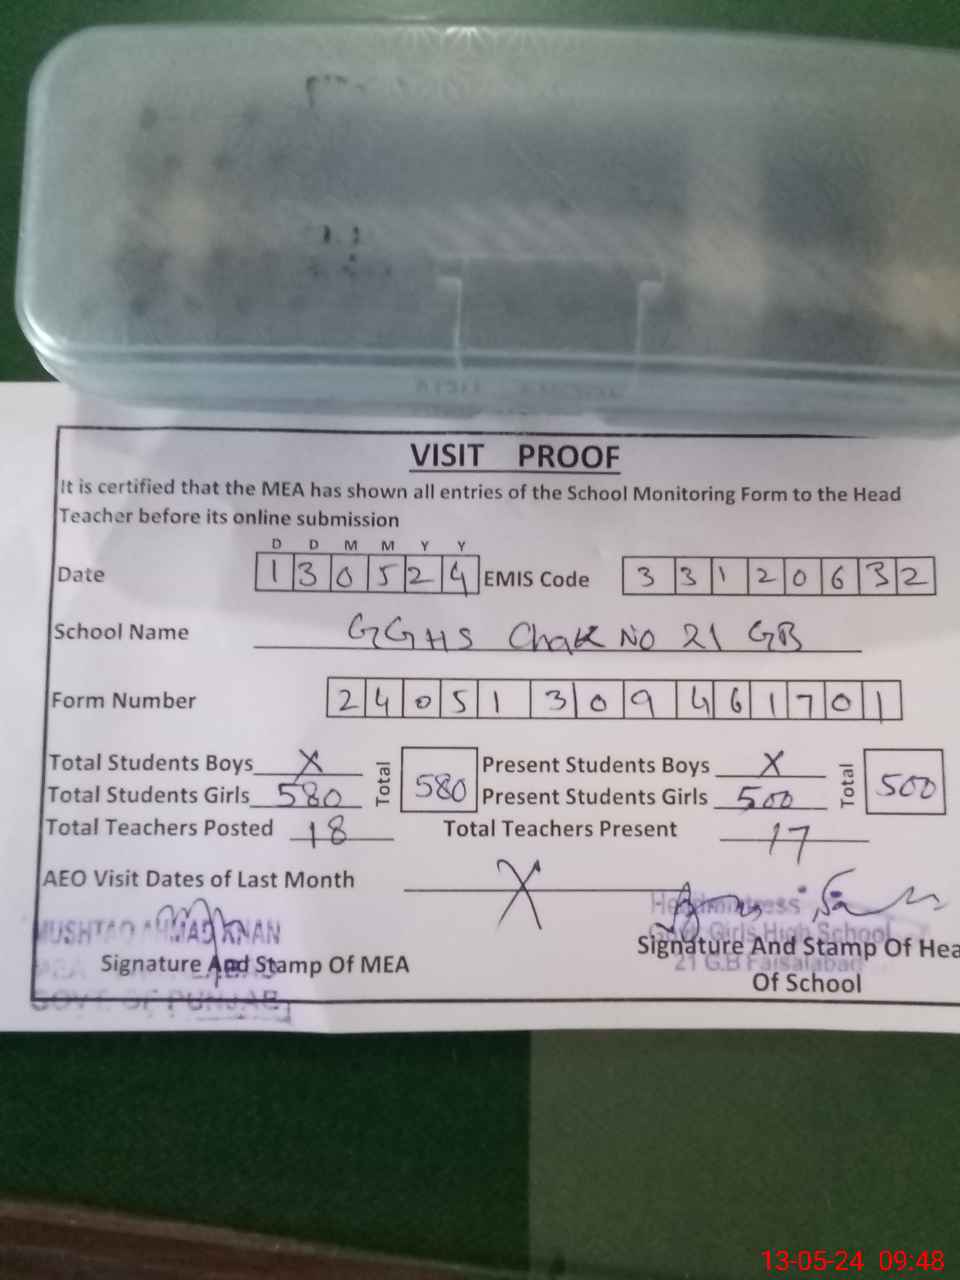 VISIT PROOF
It is certified that the MEA has shown all entries of the School Monitoring Form to the Head
Teacher before its online submission
D D M M Y Y
Date 1 3 0 5 2 4 EMIS Code 3 3 1 2 0 6 3 2
School Name GGHS Chak No 21 GB
Form Number 2 4 0 5 1 3 0 9 4 6 1 7 0 1
Total Students Boys X Total 580 Present Students Boys X Total 500
Total Students Girls 580 Present Students Girls 500
Total Teachers Posted 18 Total Teachers Present 17
AEO Visit Dates of Last Month X
Headmistress
MUSHTAQ AHMAD KHAN
Govt. Girls High School
Signature And Stamp Of MEA
Signature And Stamp Of Hea
21 G.B Faisalabad
Of School
GOVT. OF PUNJAB
13-05-24 09:48